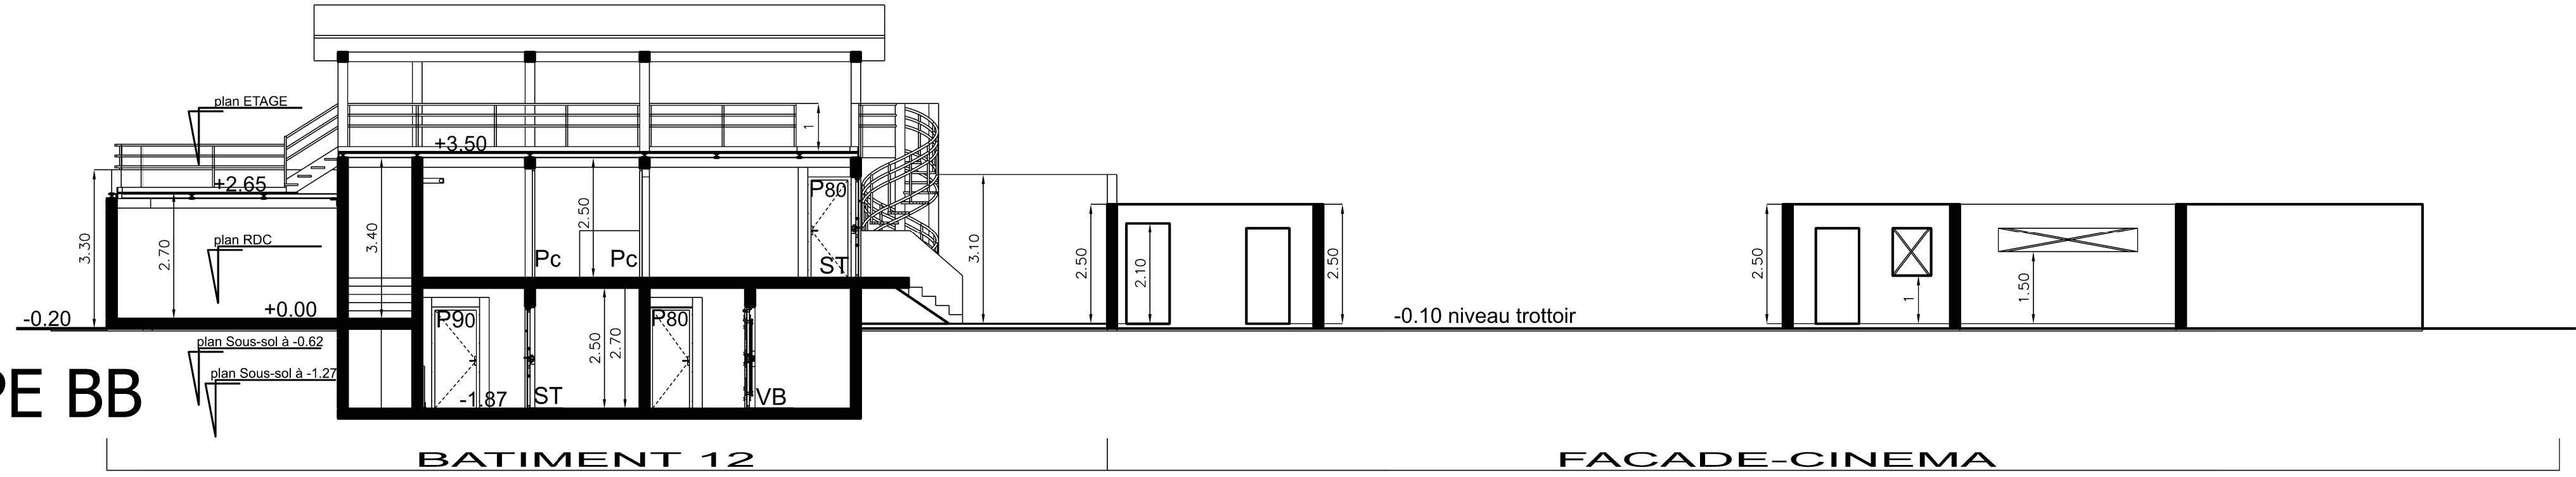 plan ETAGE
1
+3.50
+2.65
P80
2.50
3.30
2.70
3.40
plan RDC
Pc
Pc
ST
3.10
2.50
2.10
2.50
2.50
1
1.50
+0.00
-0.20
-0.10 niveau trottoir
P90
P80
plan Sous-sol à -0.62
2.50
2.70
plan Sous-sol à -1.27
-1.87
ST
VB
PE BB
BATIMENT 12
FACADE-CINEMA